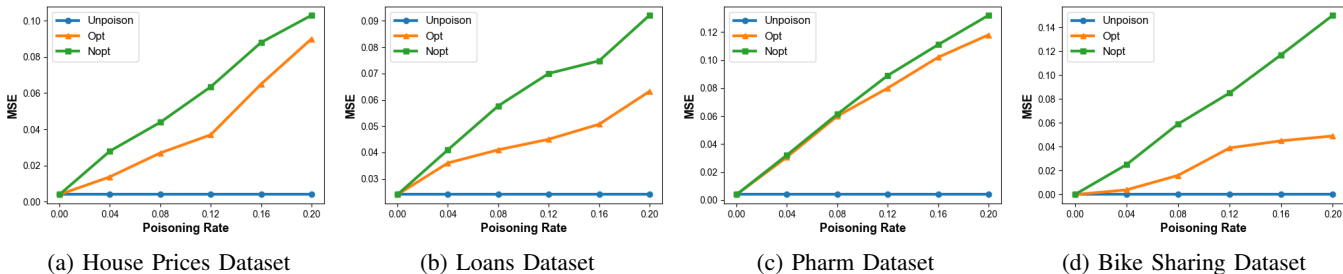 0.10
0.08
0.06
0.04
0.02
0.00
MSE
Unpoison
Opt
Nopt
0.00 0.04 0.08 0.12 0.16 0.20
Poisoning Rate
(a) House Prices Dataset
0.09
0.08
0.07
0.06
0.05
0.04
0.03
MSE
Unpoison
Opt
Nopt
0.00 0.04 0.08 0.12 0.16 0.20
Poisoning Rate
(b) Loans Dataset
0.12
0.10
0.08
0.06
0.04
0.02
0.00
MSE
Unpoison
Opt
Nopt
0.00 0.04 0.08 0.12 0.16 0.20
Poisoning Rate
(c) Pharm Dataset
0.14
0.12
0.10
0.08
0.06
0.04
0.02
0.00
MSE
Unpoison
Opt
Nopt
0.00 0.04 0.08 0.12 0.16 0.20
Poisoning Rate
(d) Bike Sharing Dataset